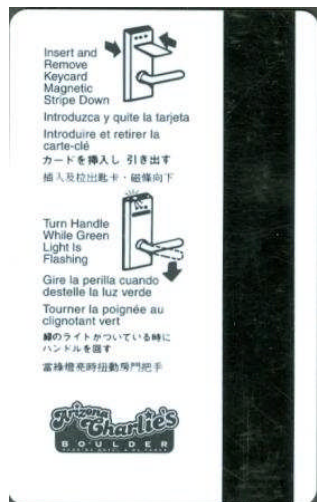 Insert and
Remove
Keycard
Magnetic
Stripe Down
Introduzca y quite la tarjeta
Introduire et retirer la
carte-clé
カードを挿入し 引き出す
插入及拉出匙卡・磁條向下
Turn Handle
While Green
Light Is
Flashing
Gire la perilla cuando
destelle la luz verde
Tourner la poignée au
clignotant vert
緑のライトがついている時に
ハンドルを回す
當綠燈亮時扭動房門把手
Arizona
Charlie's
BOULDER